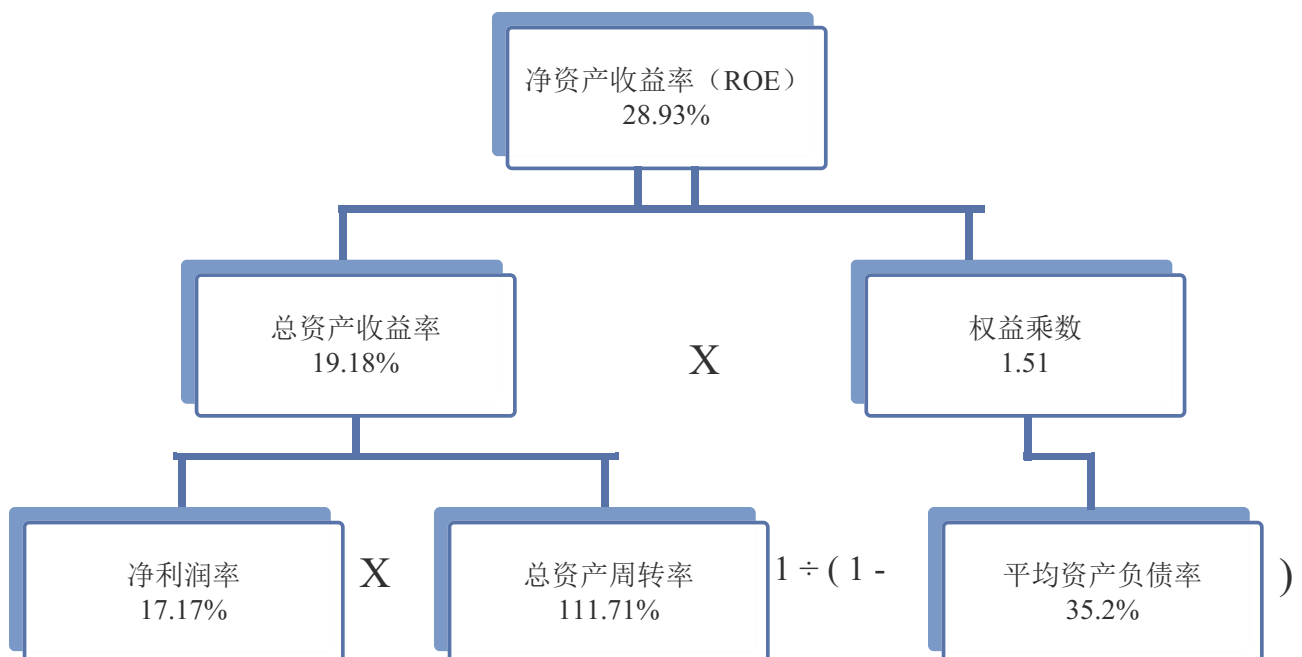 净资产收益率（ROE）
28.93%
总资产收益率
19.18%
X
权益乘数
1.51
净利润率
17.17%
X
总资产周转率
111.71%
1 ÷ ( 1 -
平均资产负债率
35.2%
)